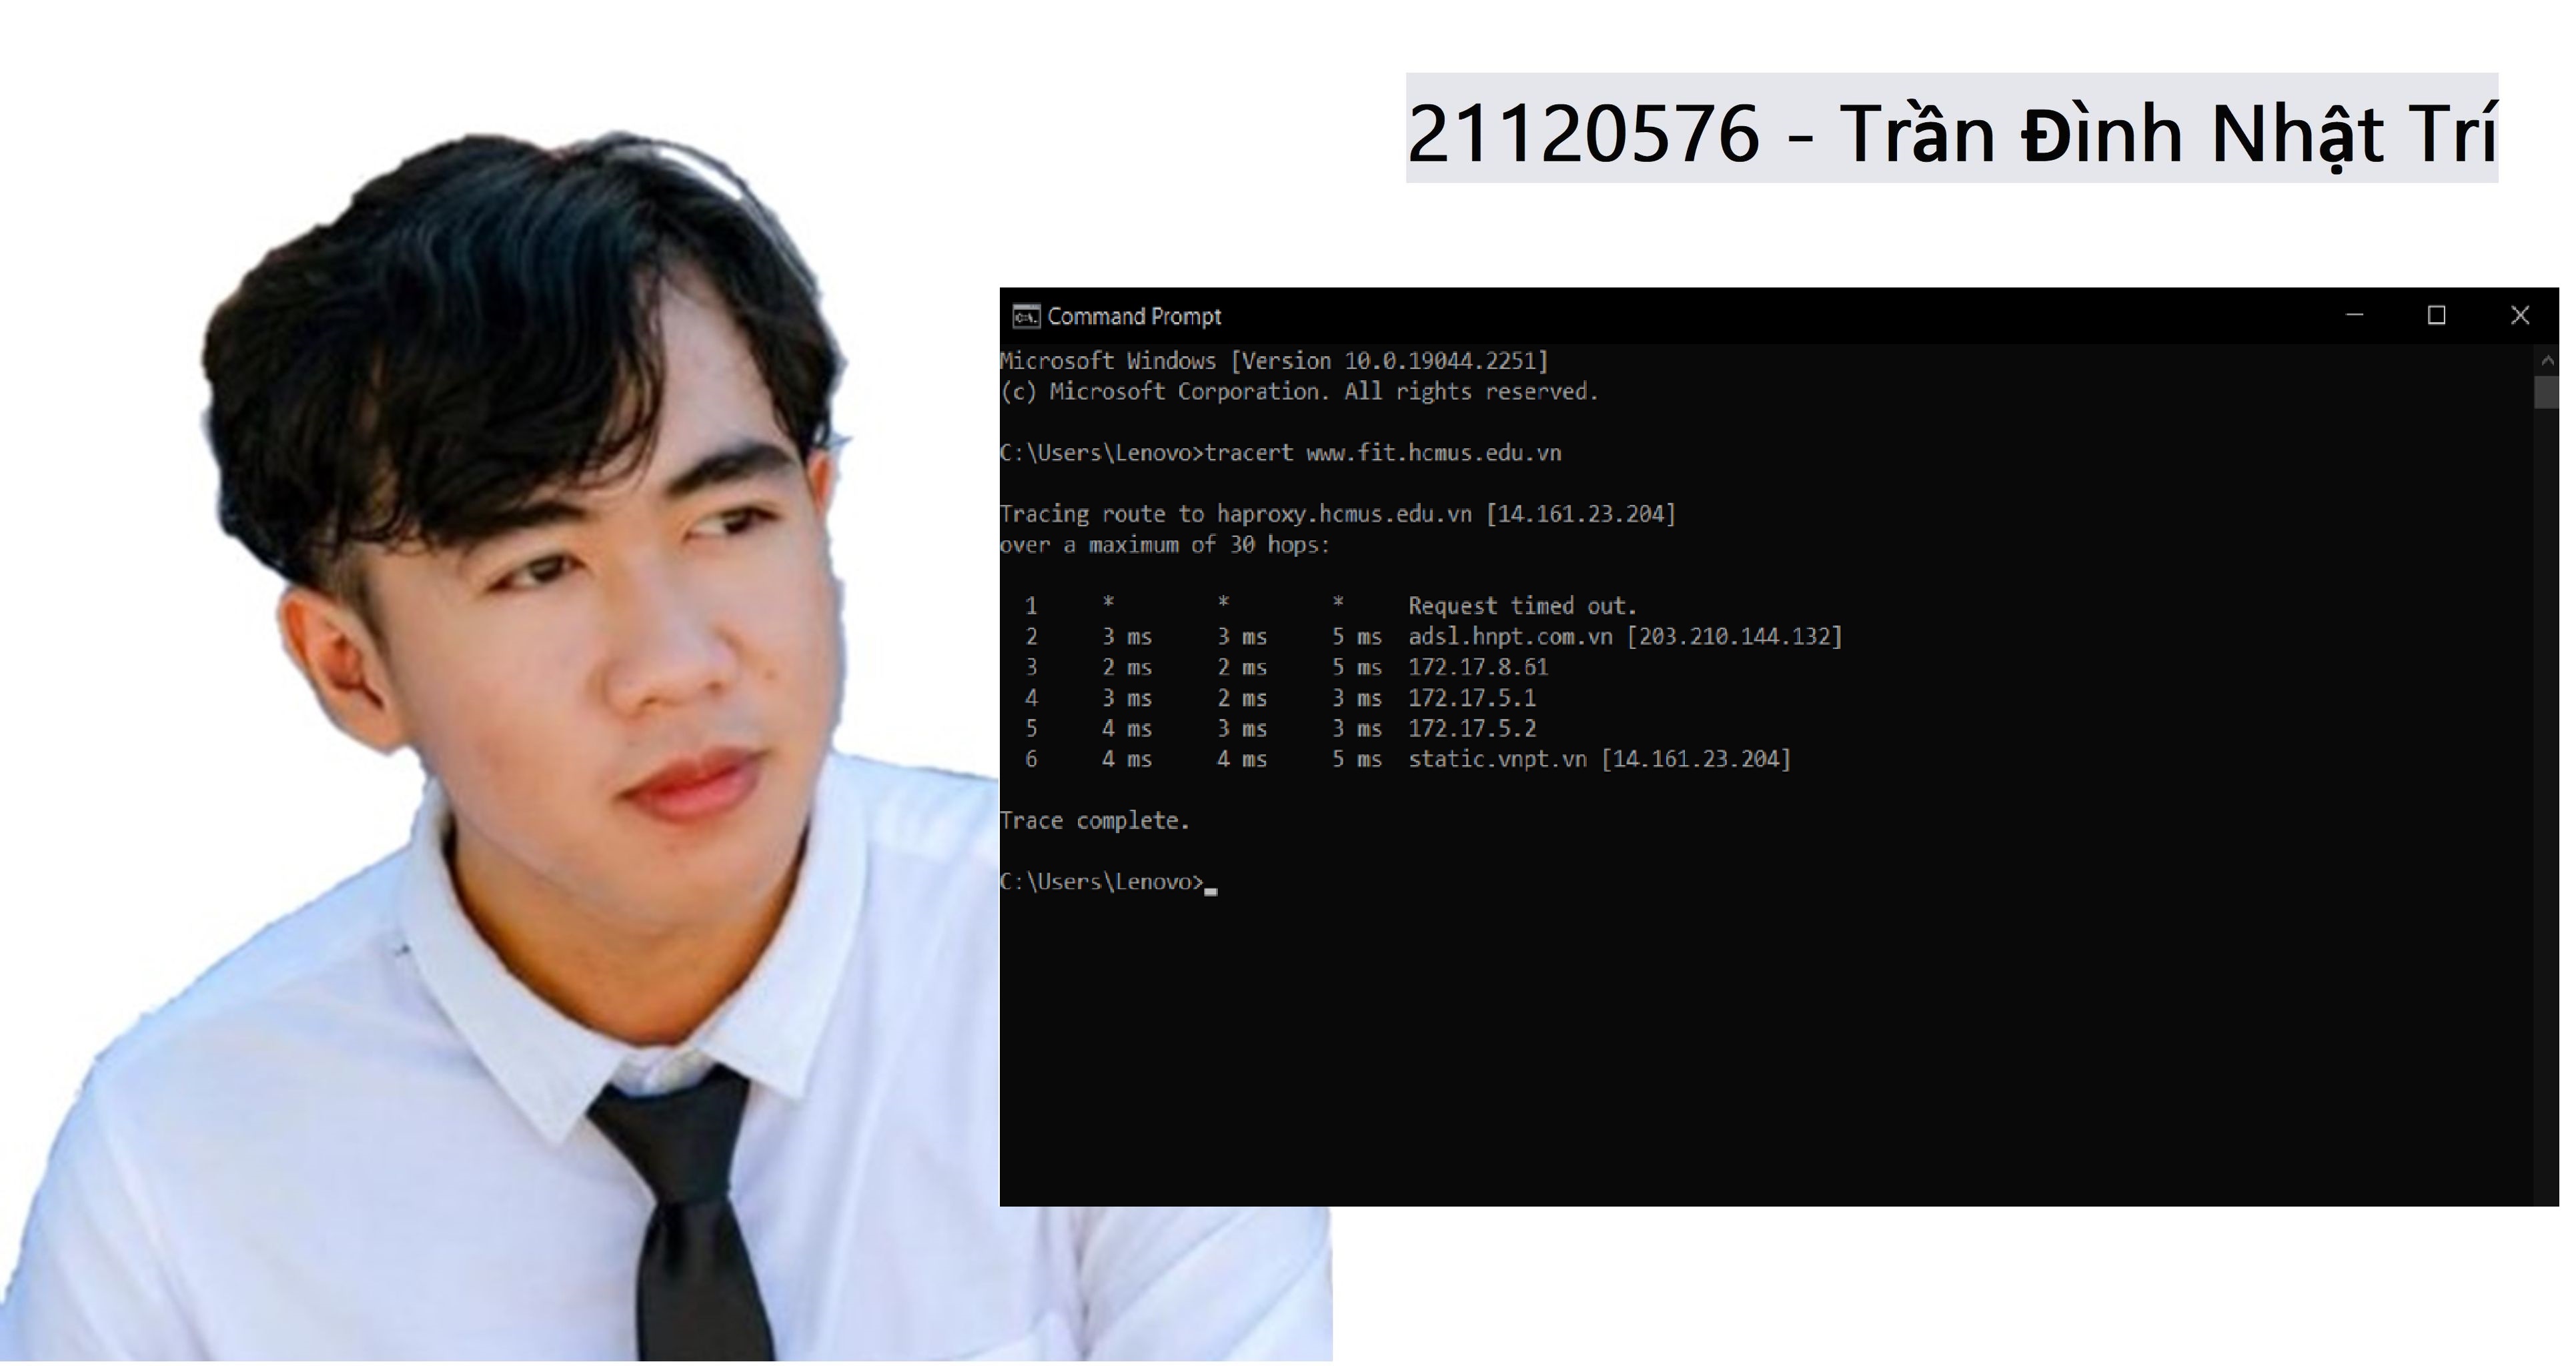 21120576 - Trần Đình Nhật Trí
Command Prompt
Microsoft Windows [Version 10.0.19044.2251]
(c) Microsoft Corporation. All rights reserved.
C:\Users\Lenovo>tracert www.fit.hcmus.edu.vn
Tracing route to haproxy.hcmus.edu.vn [14.161.23.204]
over a maximum of 30 hops:
1 * * * Request timed out.
2 3 ms 3 ms 5 ms adsl.hnpt.com.vn [203.210.144.132]
3 2 ms 2 ms 5 ms 172.17.8.61
4 3 ms 2 ms 3 ms 172.17.5.1
5 4 ms 3 ms 3 ms 172.17.5.2
6 4 ms 4 ms 5 ms static.vnpt.vn [14.161.23.204]
Trace complete.
C:\Users\Lenovo>